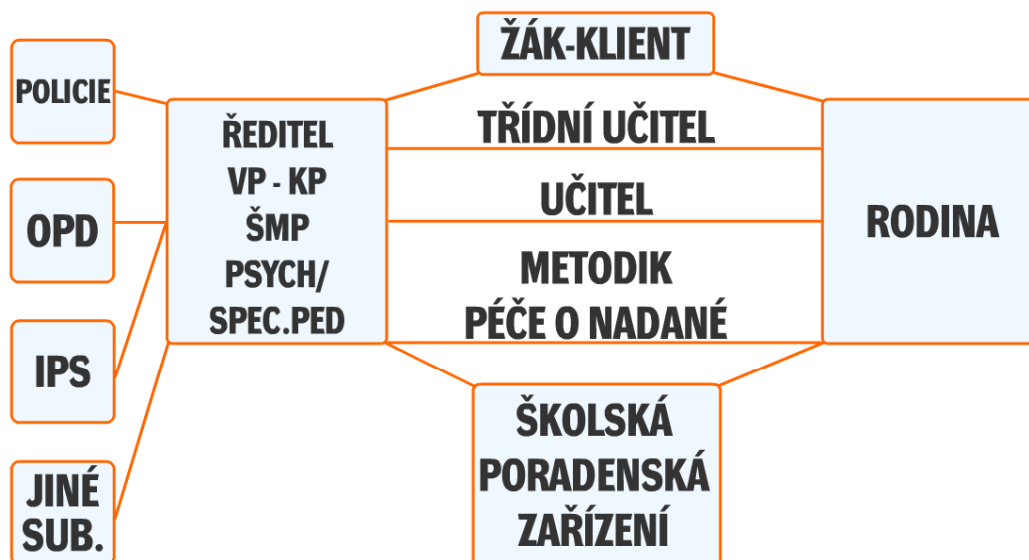 POLICIE
OPD
IPS
JINÉ
SUB.
ŘEDITEL
VP - KP
ŠMP
PSYCH/
SPEC.PED
ŽÁK-KLIENT
TŘÍDNÍ UČITEL
UČITEL
METODIK
PÉČE O NADANÉ
ŠKOLSKÁ
PORADENSKÁ
ZAŘÍZENÍ
RODINA